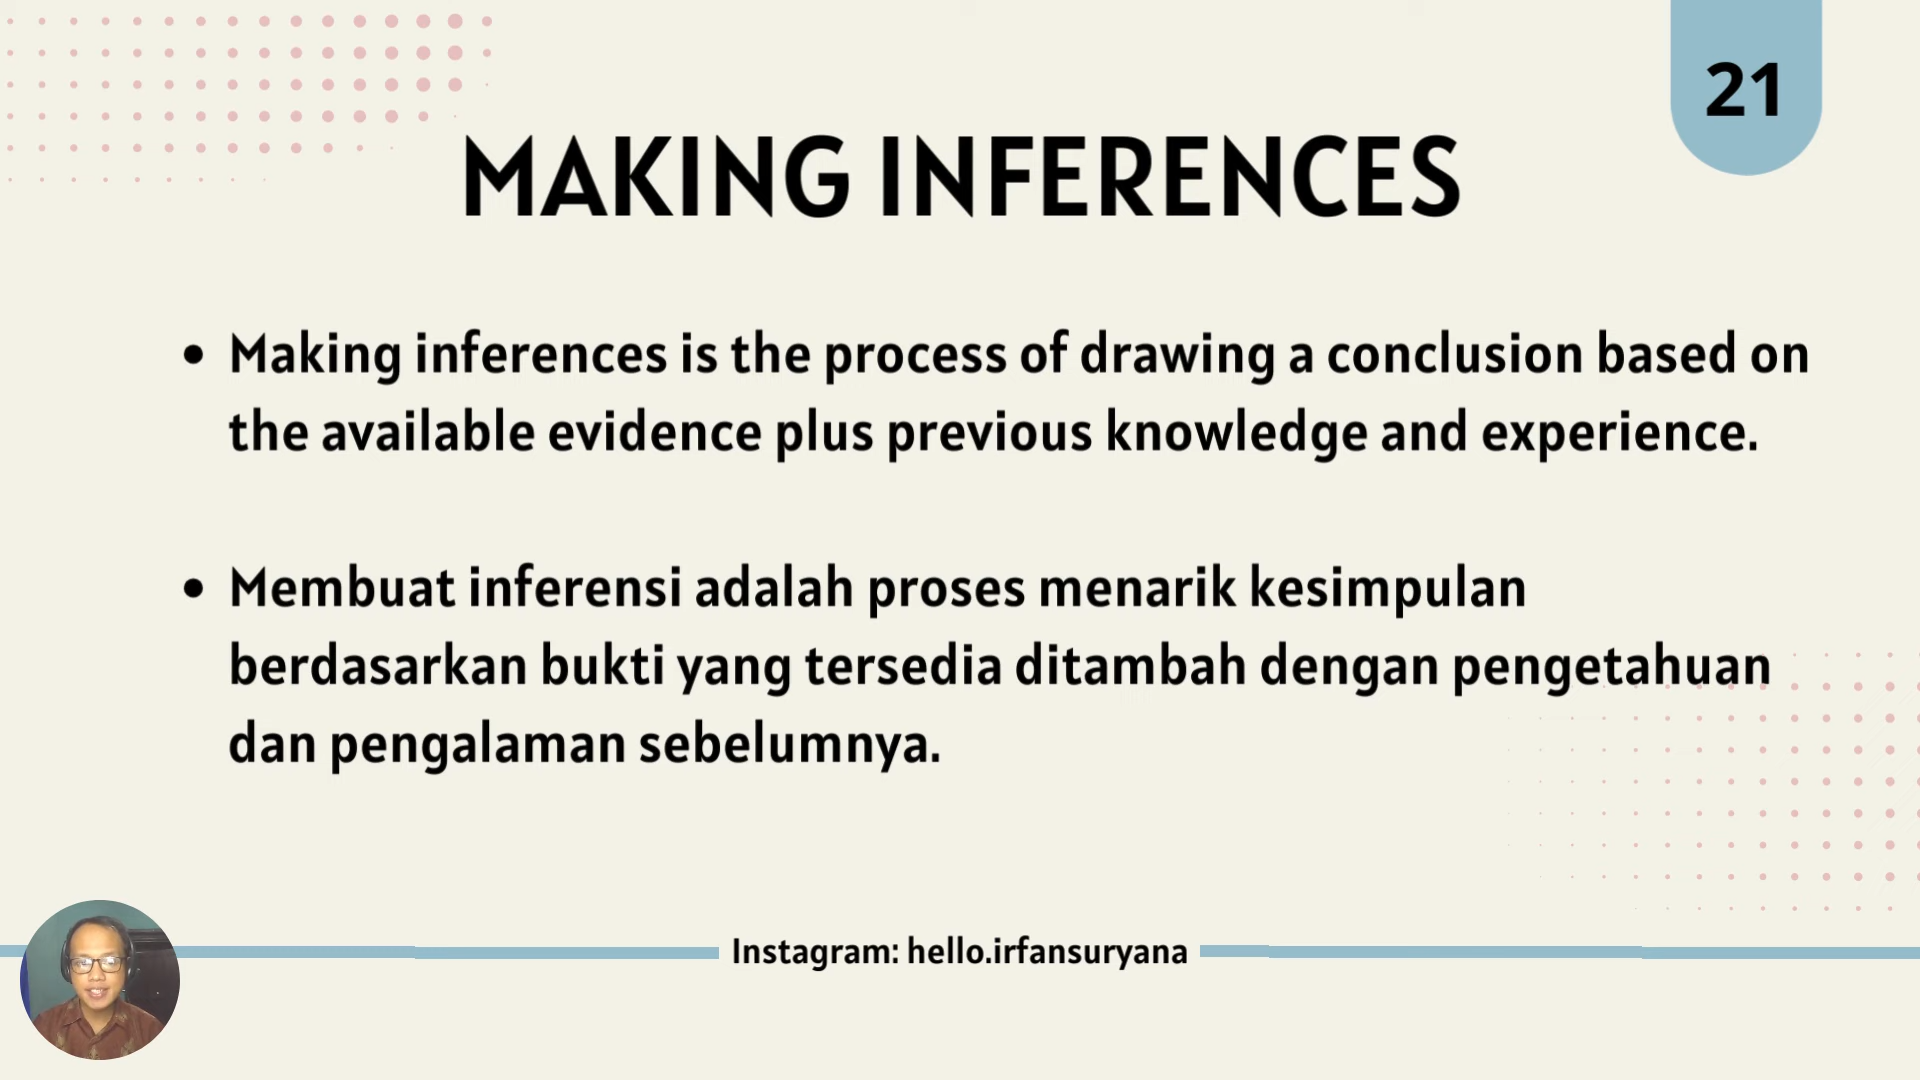 21
MAKING INFERENCES
• Making inferences is the process of drawing a conclusion based on
the available evidence plus previous knowledge and experience.
• Membuat inferensi adalah proses menarik kesimpulan
berdasarkan bukti yang tersedia ditambah dengan pengetahuan
dan pengalaman sebelumnya.
Instagram: hello.irfansuryana